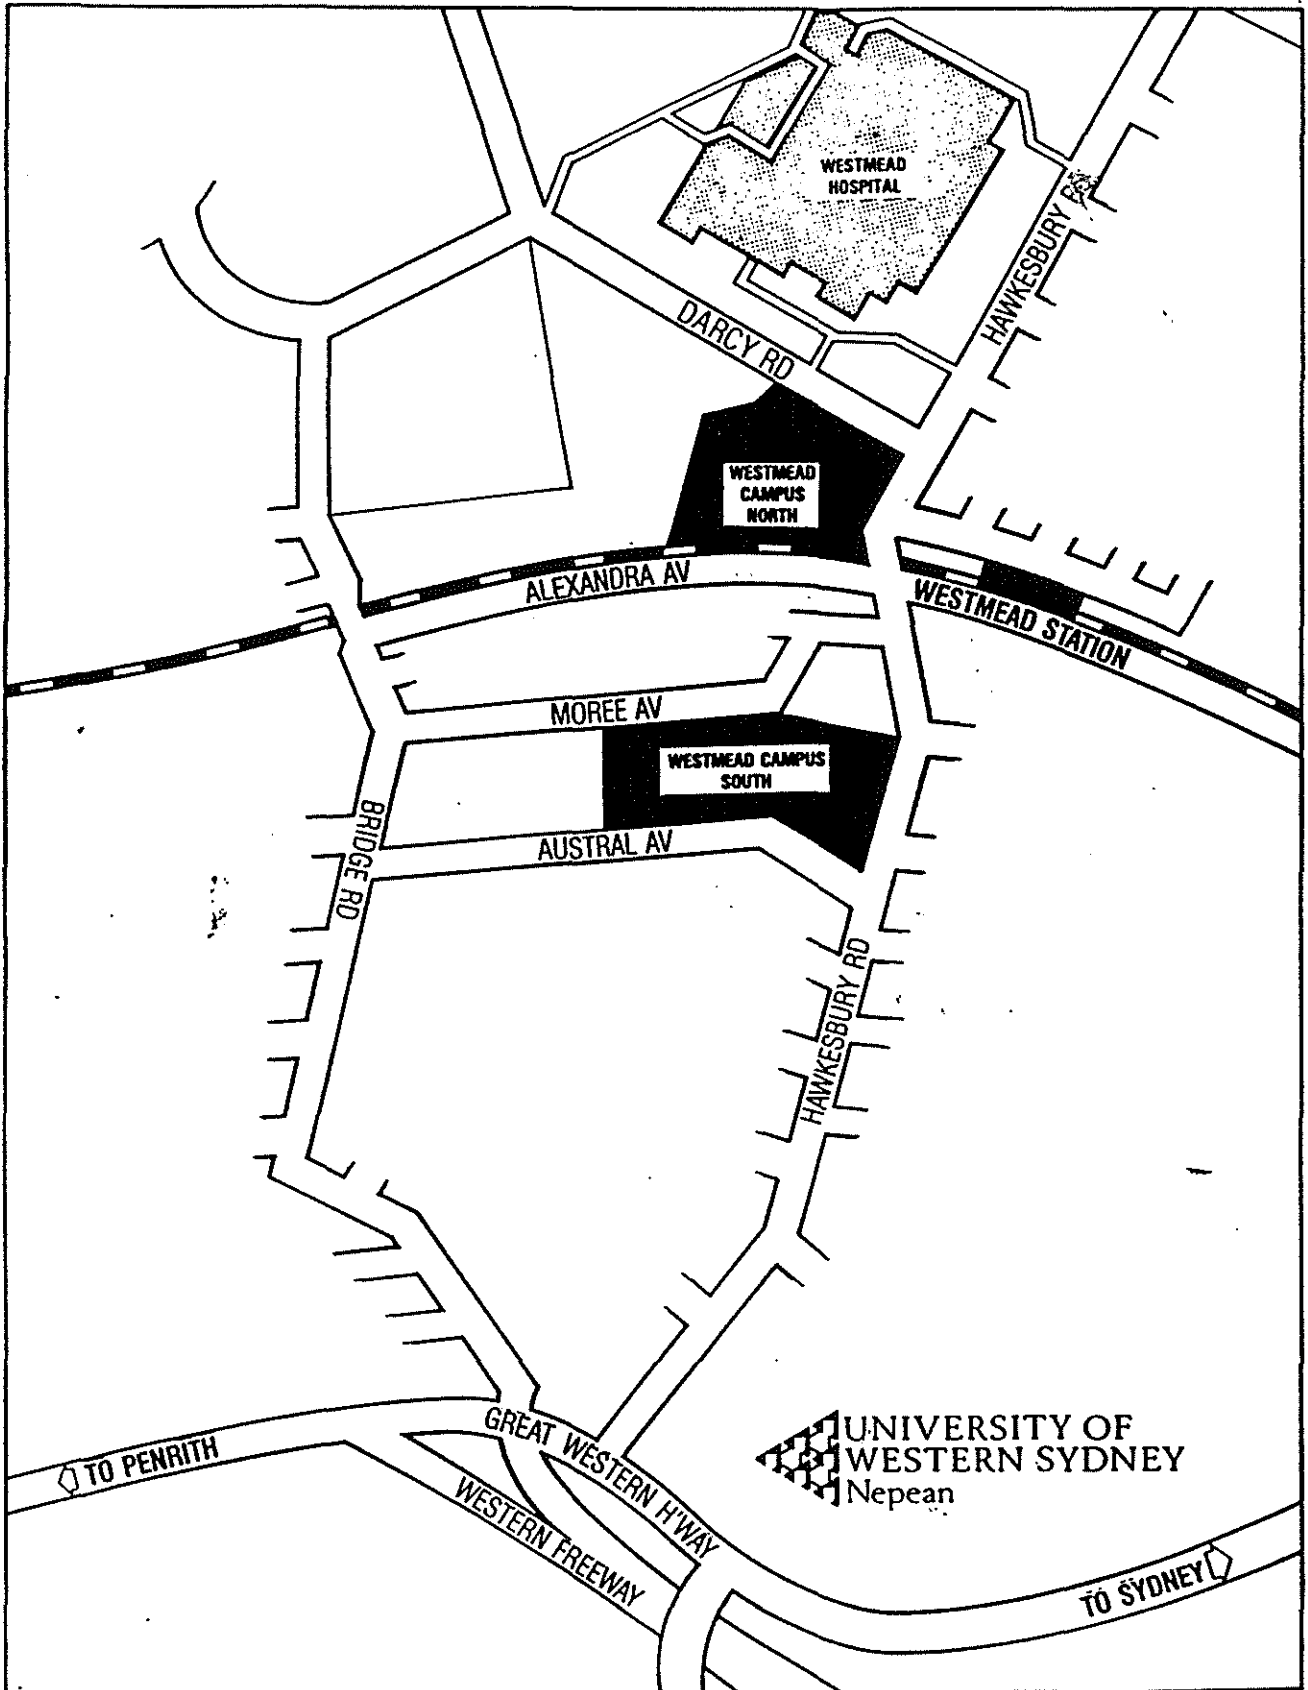 WESTMEAD
HOSPITAL
HAWKESBURY RD
DARCY RD
WESTMEAD
CAMPUS
NORTH
ALEXANDRA AV
WESTMEAD STATION
MOREE AV
WESTMEAD CAMPUS
SOUTH
BRIDGE RD
AUSTRAL AV
HAWKESBURY RD
GREAT WESTERN H'WAY
UNIVERSITY OF
WESTERN SYDNEY
Nepean
TO PENRITH
WESTERN FREEWAY
TO SYDNEY